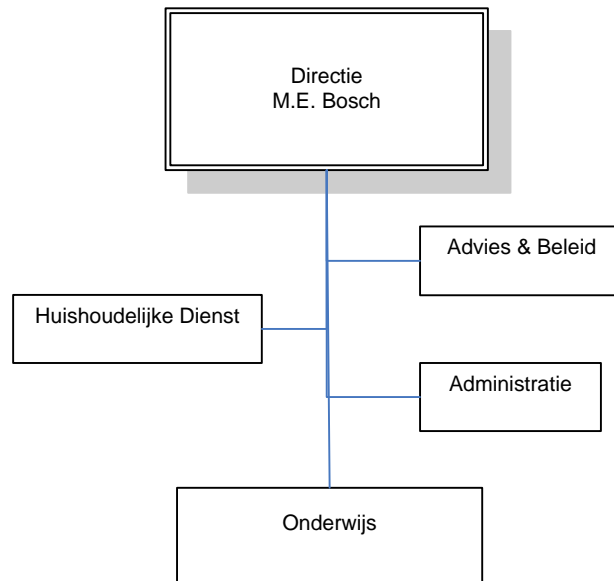 Directie
M.E. Bosch
Advies & Beleid
Huishoudelijke Dienst
Administratie
Onderwijs